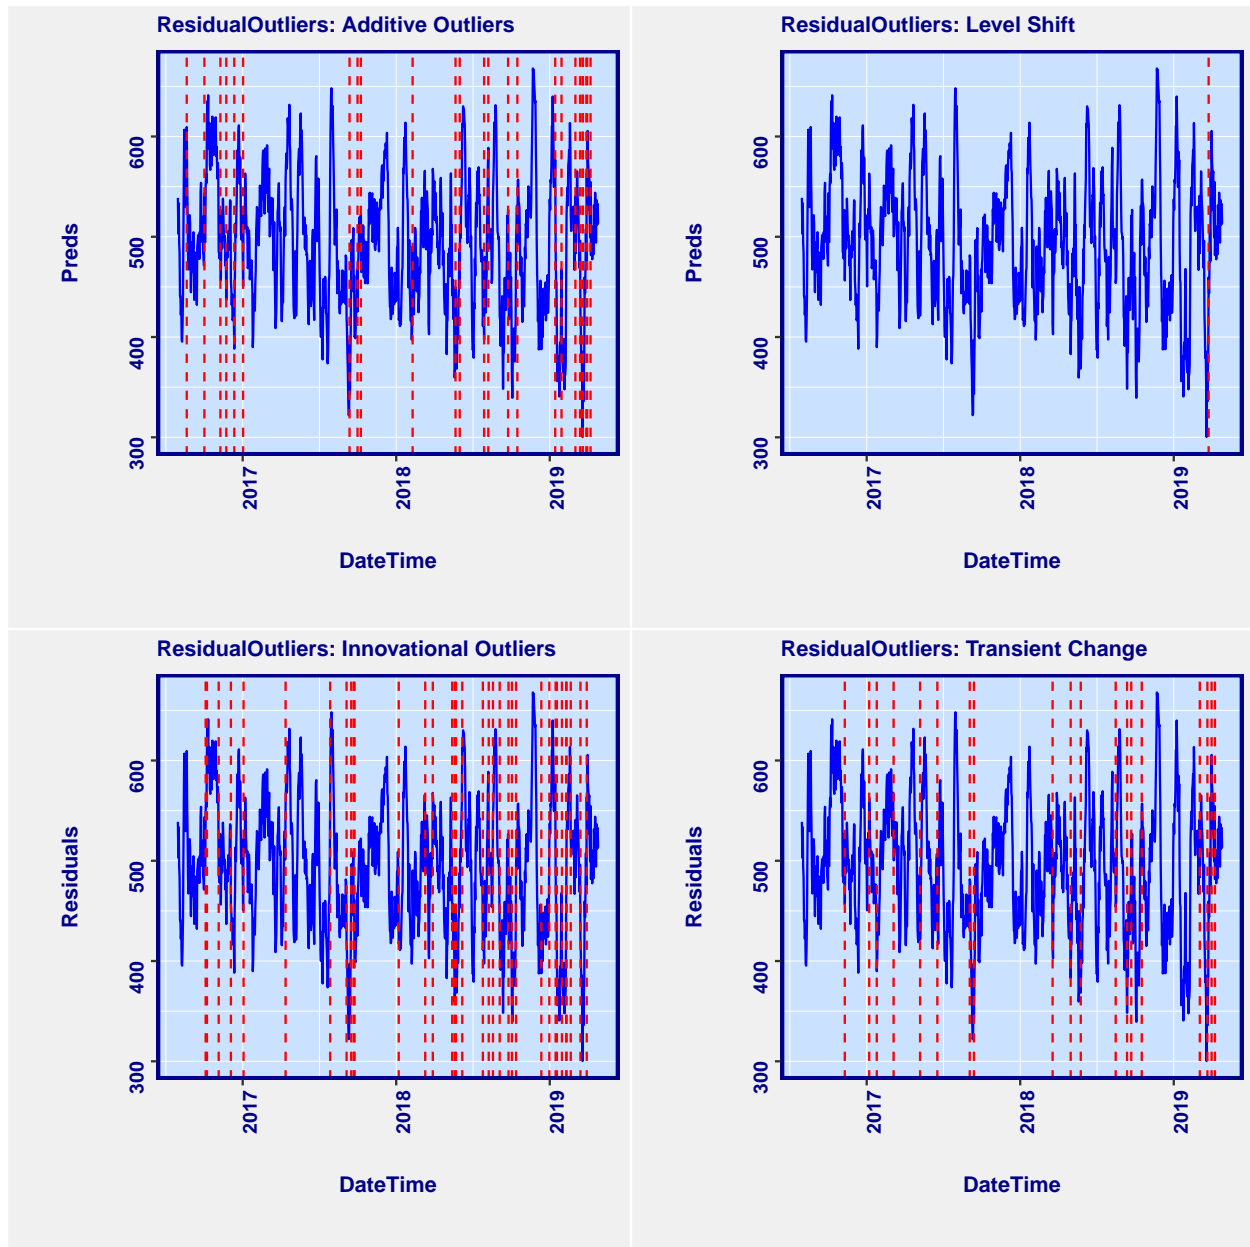 ResidualOutliers: Additive Outliers
Preds
600
500
400
300
2017
2018
2019
DateTime
ResidualOutliers: Level Shift
Preds
600
500
400
300
2017
2018
2019
DateTime
ResidualOutliers: Innovational Outliers
Residuals
600
500
400
300
2017
2018
2019
DateTime
ResidualOutliers: Transient Change
Residuals
600
500
400
300
2017
2018
2019
DateTime